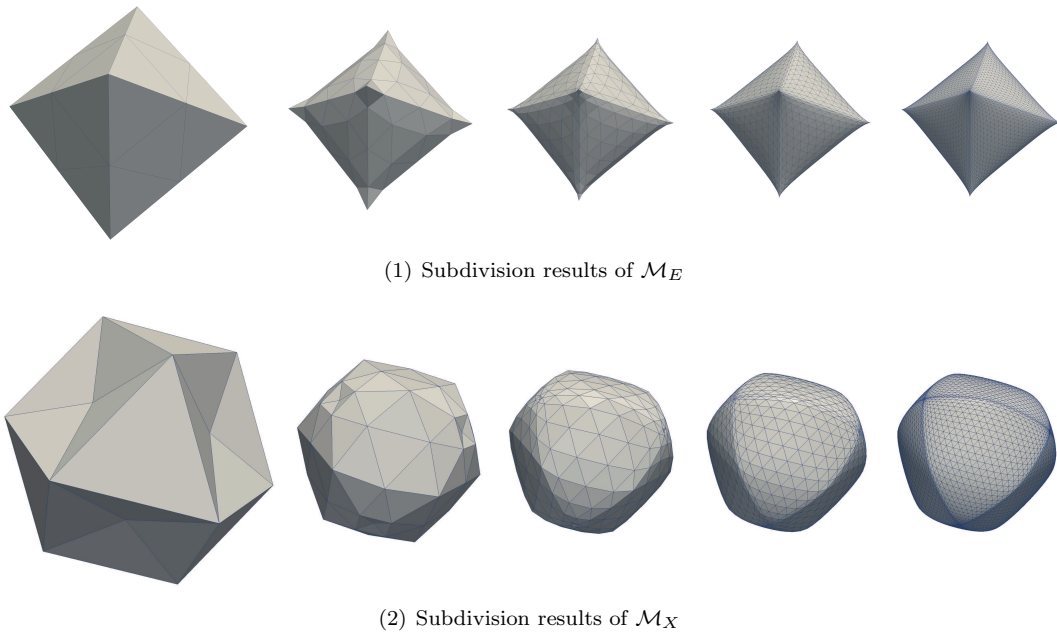 (1) Subdivision results of $\mathcal{M}_E$
(2) Subdivision results of $\mathcal{M}_X$